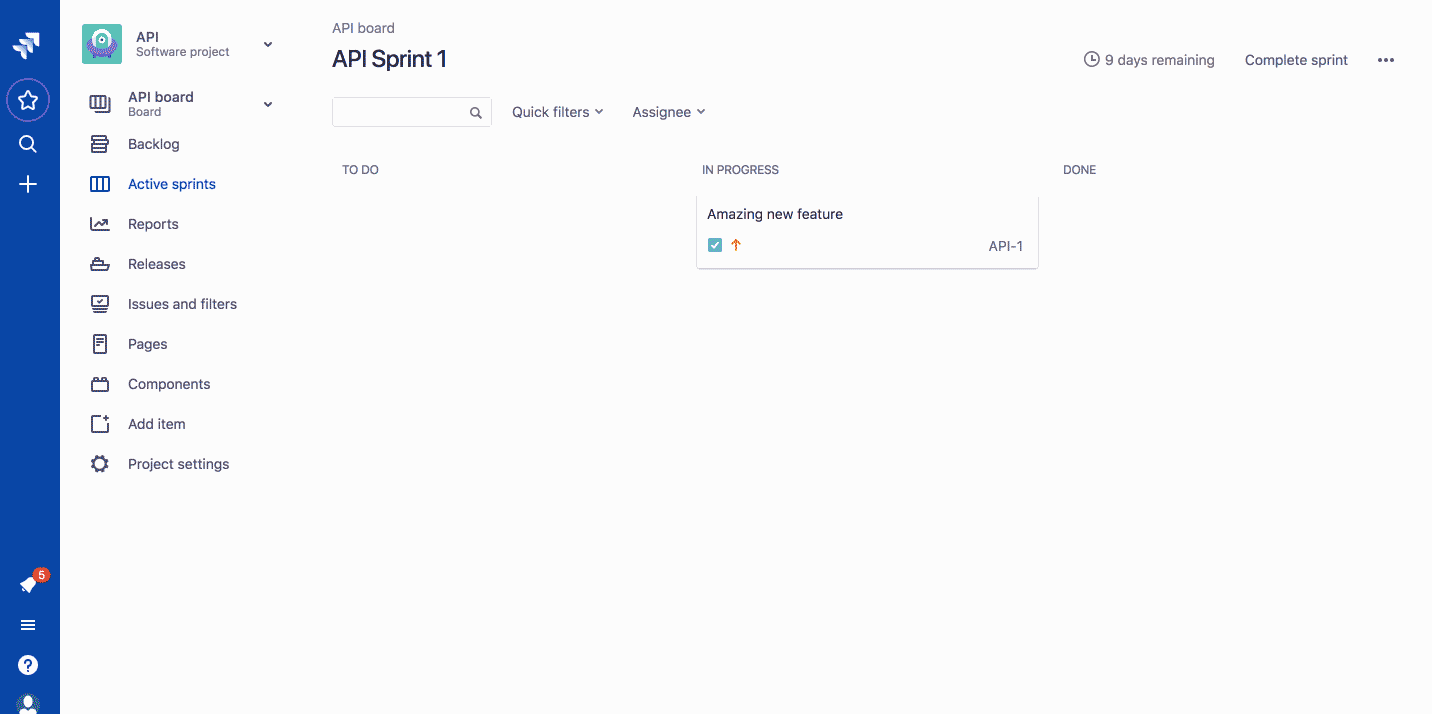 API
Software project
API board
Board
Backlog
Active sprints
Reports
Releases
Issues and filters
Pages
Components
Add item
Project settings
5
API board
API Sprint 1
9 days remaining
Complete sprint
Quick filters
Assignee
TO DO
IN PROGRESS
DONE
Amazing new feature
API-1